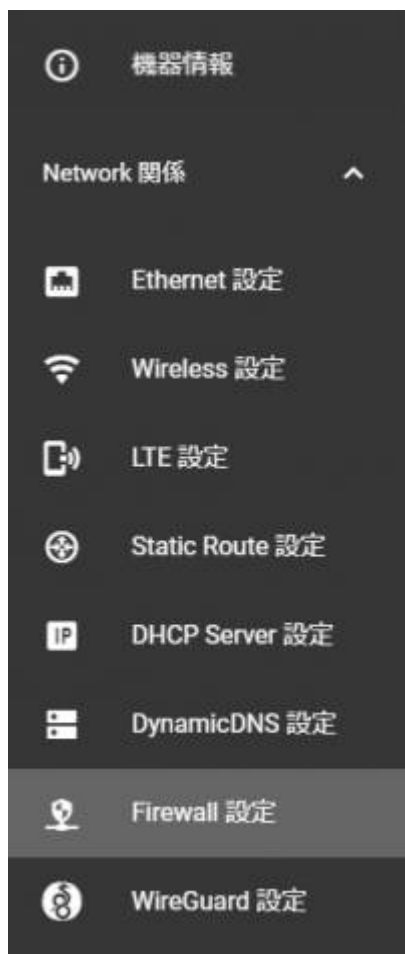 機器情報
Network 関係
Ethernet 設定
Wireless 設定
LTE 設定
Static Route 設定
IP
DHCP Server 設定
DynamicDNS 設定
Firewall 設定
WireGuard 設定